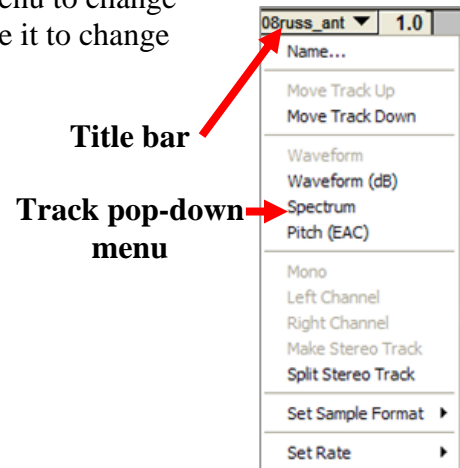 enu to change
e it to change
08russ_ant 1.0
Name...
Move Track Up
Move Track Down
Title bar
Waveform
Waveform (dB)
Track pop-down
menu
Spectrum
Pitch (EAC)
Mono
Left Channel
Right Channel
Make Stereo Track
Split Stereo Track
Set Sample Format
Set Rate